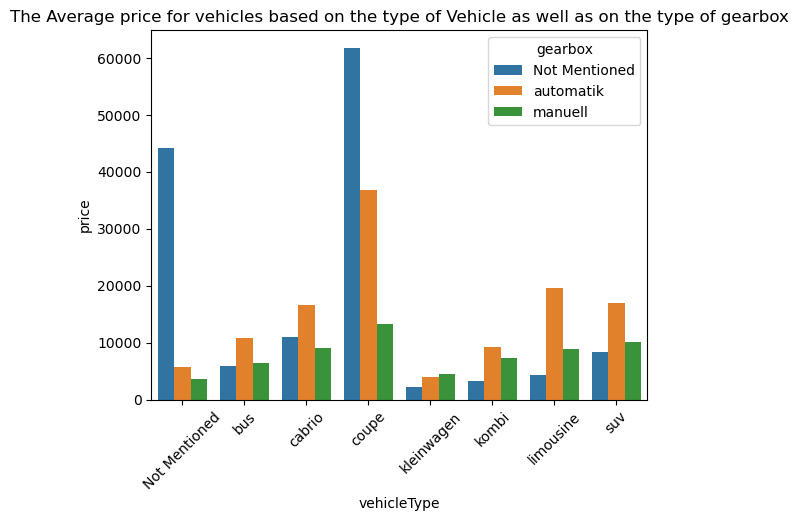 The Average price for vehicles based on the type of Vehicle as well as on the type of gearbox
gearbox
Not Mentioned
automatik
manuell
60000
50000
40000
30000
20000
10000
0
price
Not Mentioned
bus
cabrio
coupe
kleinwagen
kombi
limousine
suv
vehicleType